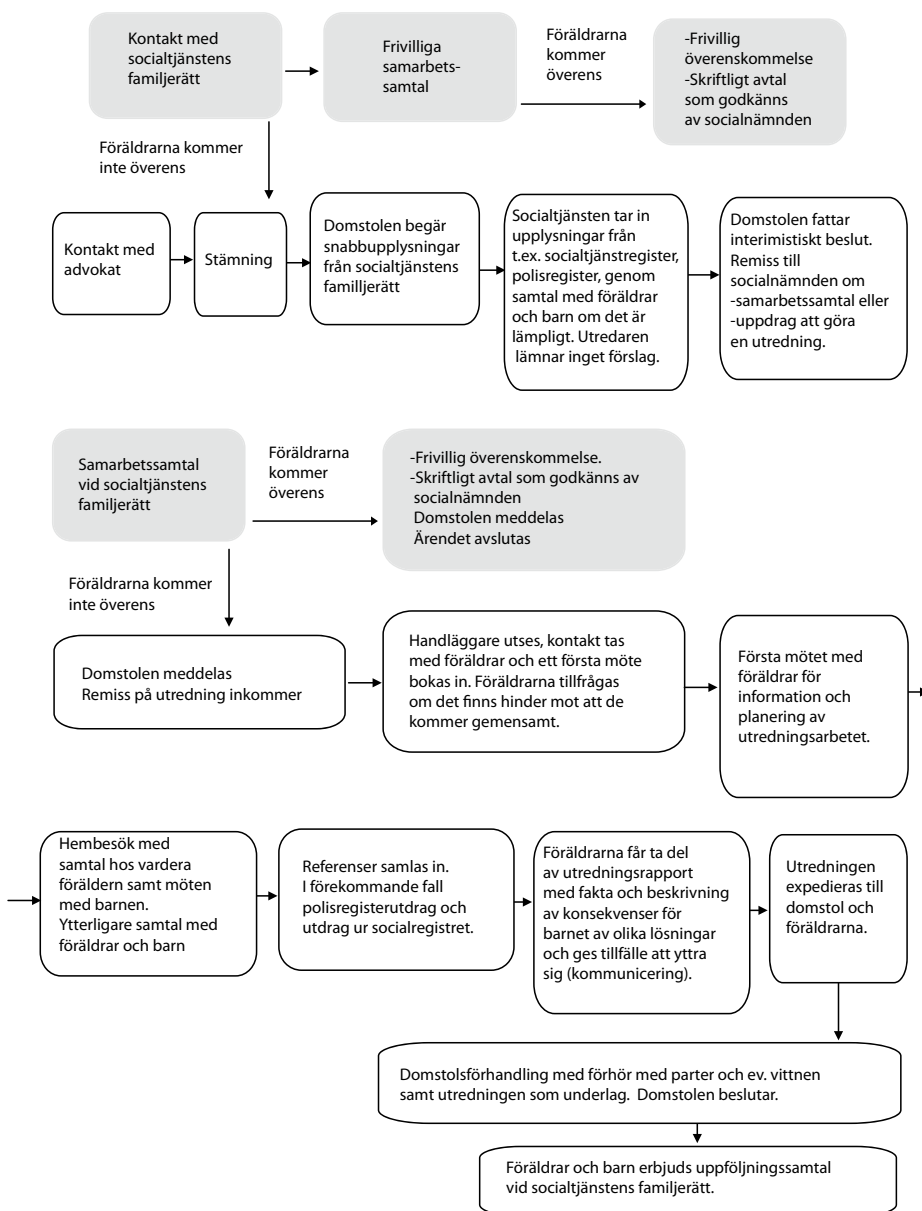 Kontakt med
socialtjänstens
familjerätt
Frivilliga
samarbets-
samtal
Föräldrarna
kommer
överens
-Frivillig
överenskommelse
-Skriftligt avtal
som godkänns
av socialnämnden
Föräldrarna kommer
inte överens
Kontakt med
advokat
Stämning
Domstolen begär
snabbupplysningar
från socialtjänstens
familljerätt
Socialtjänsten tar in
upplysningar från
t.ex. socialtjänstregister,
polisregister, genom
samtal med föräldrar
och barn om det är
lämpligt. Utredaren
lämnar inget förslag.
Domstolen fattar
interimistiskt beslut.
Remiss till
socialnämnden om
-samarbetssamtal eller
-uppdrag att göra
en utredning.
Samarbetssamtal
vid socialtjänstens
familjerätt
Föräldrarna
kommer
överens
-Frivillig överenskommelse.
-Skriftligt avtal som godkänns av
socialnämnden
Domstolen meddelas
Ärendet avslutas
Föräldrarna kommer
inte överens
Domstolen meddelas
Remiss på utredning inkommer
Handläggare utses, kontakt tas
med föräldrar och ett första möte
bokas in. Föräldrarna tillfrågas
om det finns hinder mot att de
kommer gemensamt.
Första mötet med
föräldrar för
information och
planering av
utredningsarbetet.
Hembesök med
samtal hos vardera
föräldern samt möten
med barnen.
Ytterligare samtal med
föräldrar och barn
Referenser samlas in.
I förekommande fall
polisregisterutdrag och
utdrag ur socialregistret.
Föräldrarna får ta del
av utredningsrapport
med fakta och beskrivning
av konsekvenser för
barnet av olika lösningar
och ges tillfälle att yttra
sig (kommunicering).
Utredningen
expedieras till
domstol och
föräldrarna.
Domstolsförhandling med förhör med parter och ev. vittnen
samt utredningen som underlag. Domstolen beslutar.
Föräldrar och barn erbjuds uppföljningssamtal
vid socialtjänstens familjerätt.